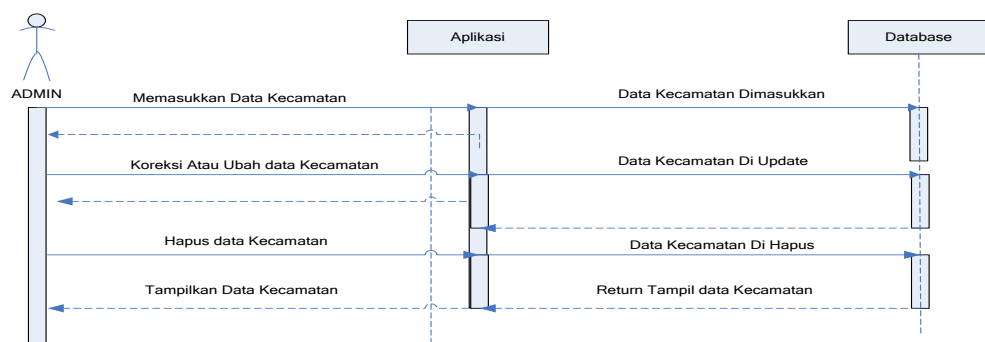 Aplikasi
Database
ADMIN
Memasukkan Data Kecamatan
Data Kecamatan Dimasukkan
Koreksi Atau Ubah data Kecamatan
Data Kecamatan Di Update
Hapus data Kecamatan
Data Kecamatan Di Hapus
Tampilkan Data Kecamatan
Return Tampil data Kecamatan